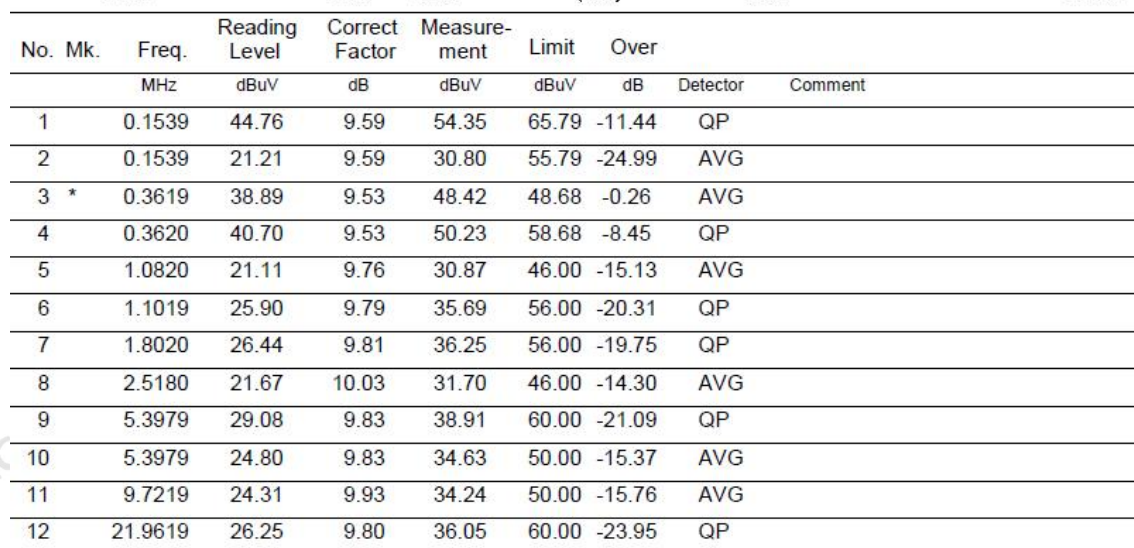 No. Mk. Freq. Reading Level Correct Factor Measure-ment Limit Over
MHz dBuV dB dBuV dBuV dB Detector Comment
1 0.1539 44.76 9.59 54.35 65.79 -11.44 QP
2 0.1539 21.21 9.59 30.80 55.79 -24.99 AVG
3 * 0.3619 38.89 9.53 48.42 48.68 -0.26 AVG
4 0.3620 40.70 9.53 50.23 58.68 -8.45 QP
5 1.0820 21.11 9.76 30.87 46.00 -15.13 AVG
6 1.1019 25.90 9.79 35.69 56.00 -20.31 QP
7 1.8020 26.44 9.81 36.25 56.00 -19.75 QP
8 2.5180 21.67 10.03 31.70 46.00 -14.30 AVG
9 5.3979 29.08 9.83 38.91 60.00 -21.09 QP
10 5.3979 24.80 9.83 34.63 50.00 -15.37 AVG
11 9.7219 24.31 9.93 34.24 50.00 -15.76 AVG
12 21.9619 26.25 9.80 36.05 60.00 -23.95 QP